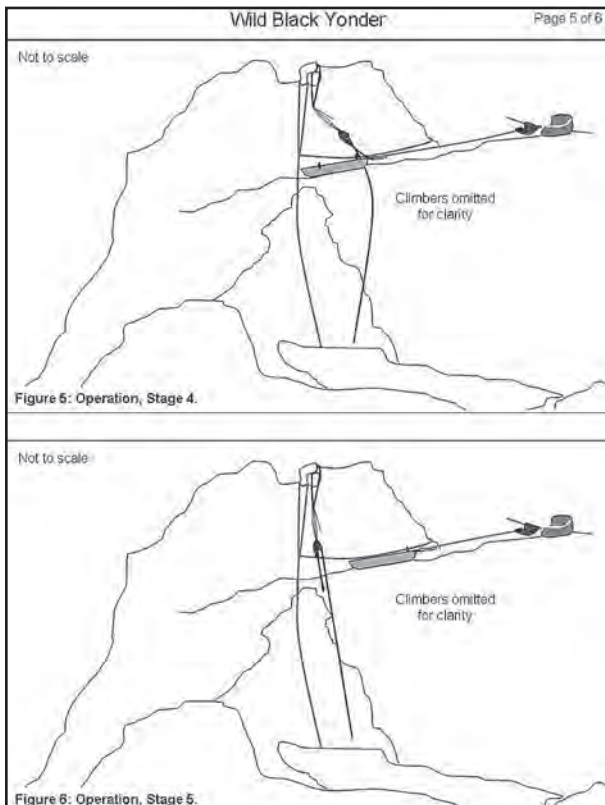 Wild Black Yonder
Page 5 of 6
Not to scale
Climbers omitted
for clarity
Figure 5: Operation, Stage 4.
Not to scale
Climbers omitted
for clarity
Figure 6: Operation, Stage 5.